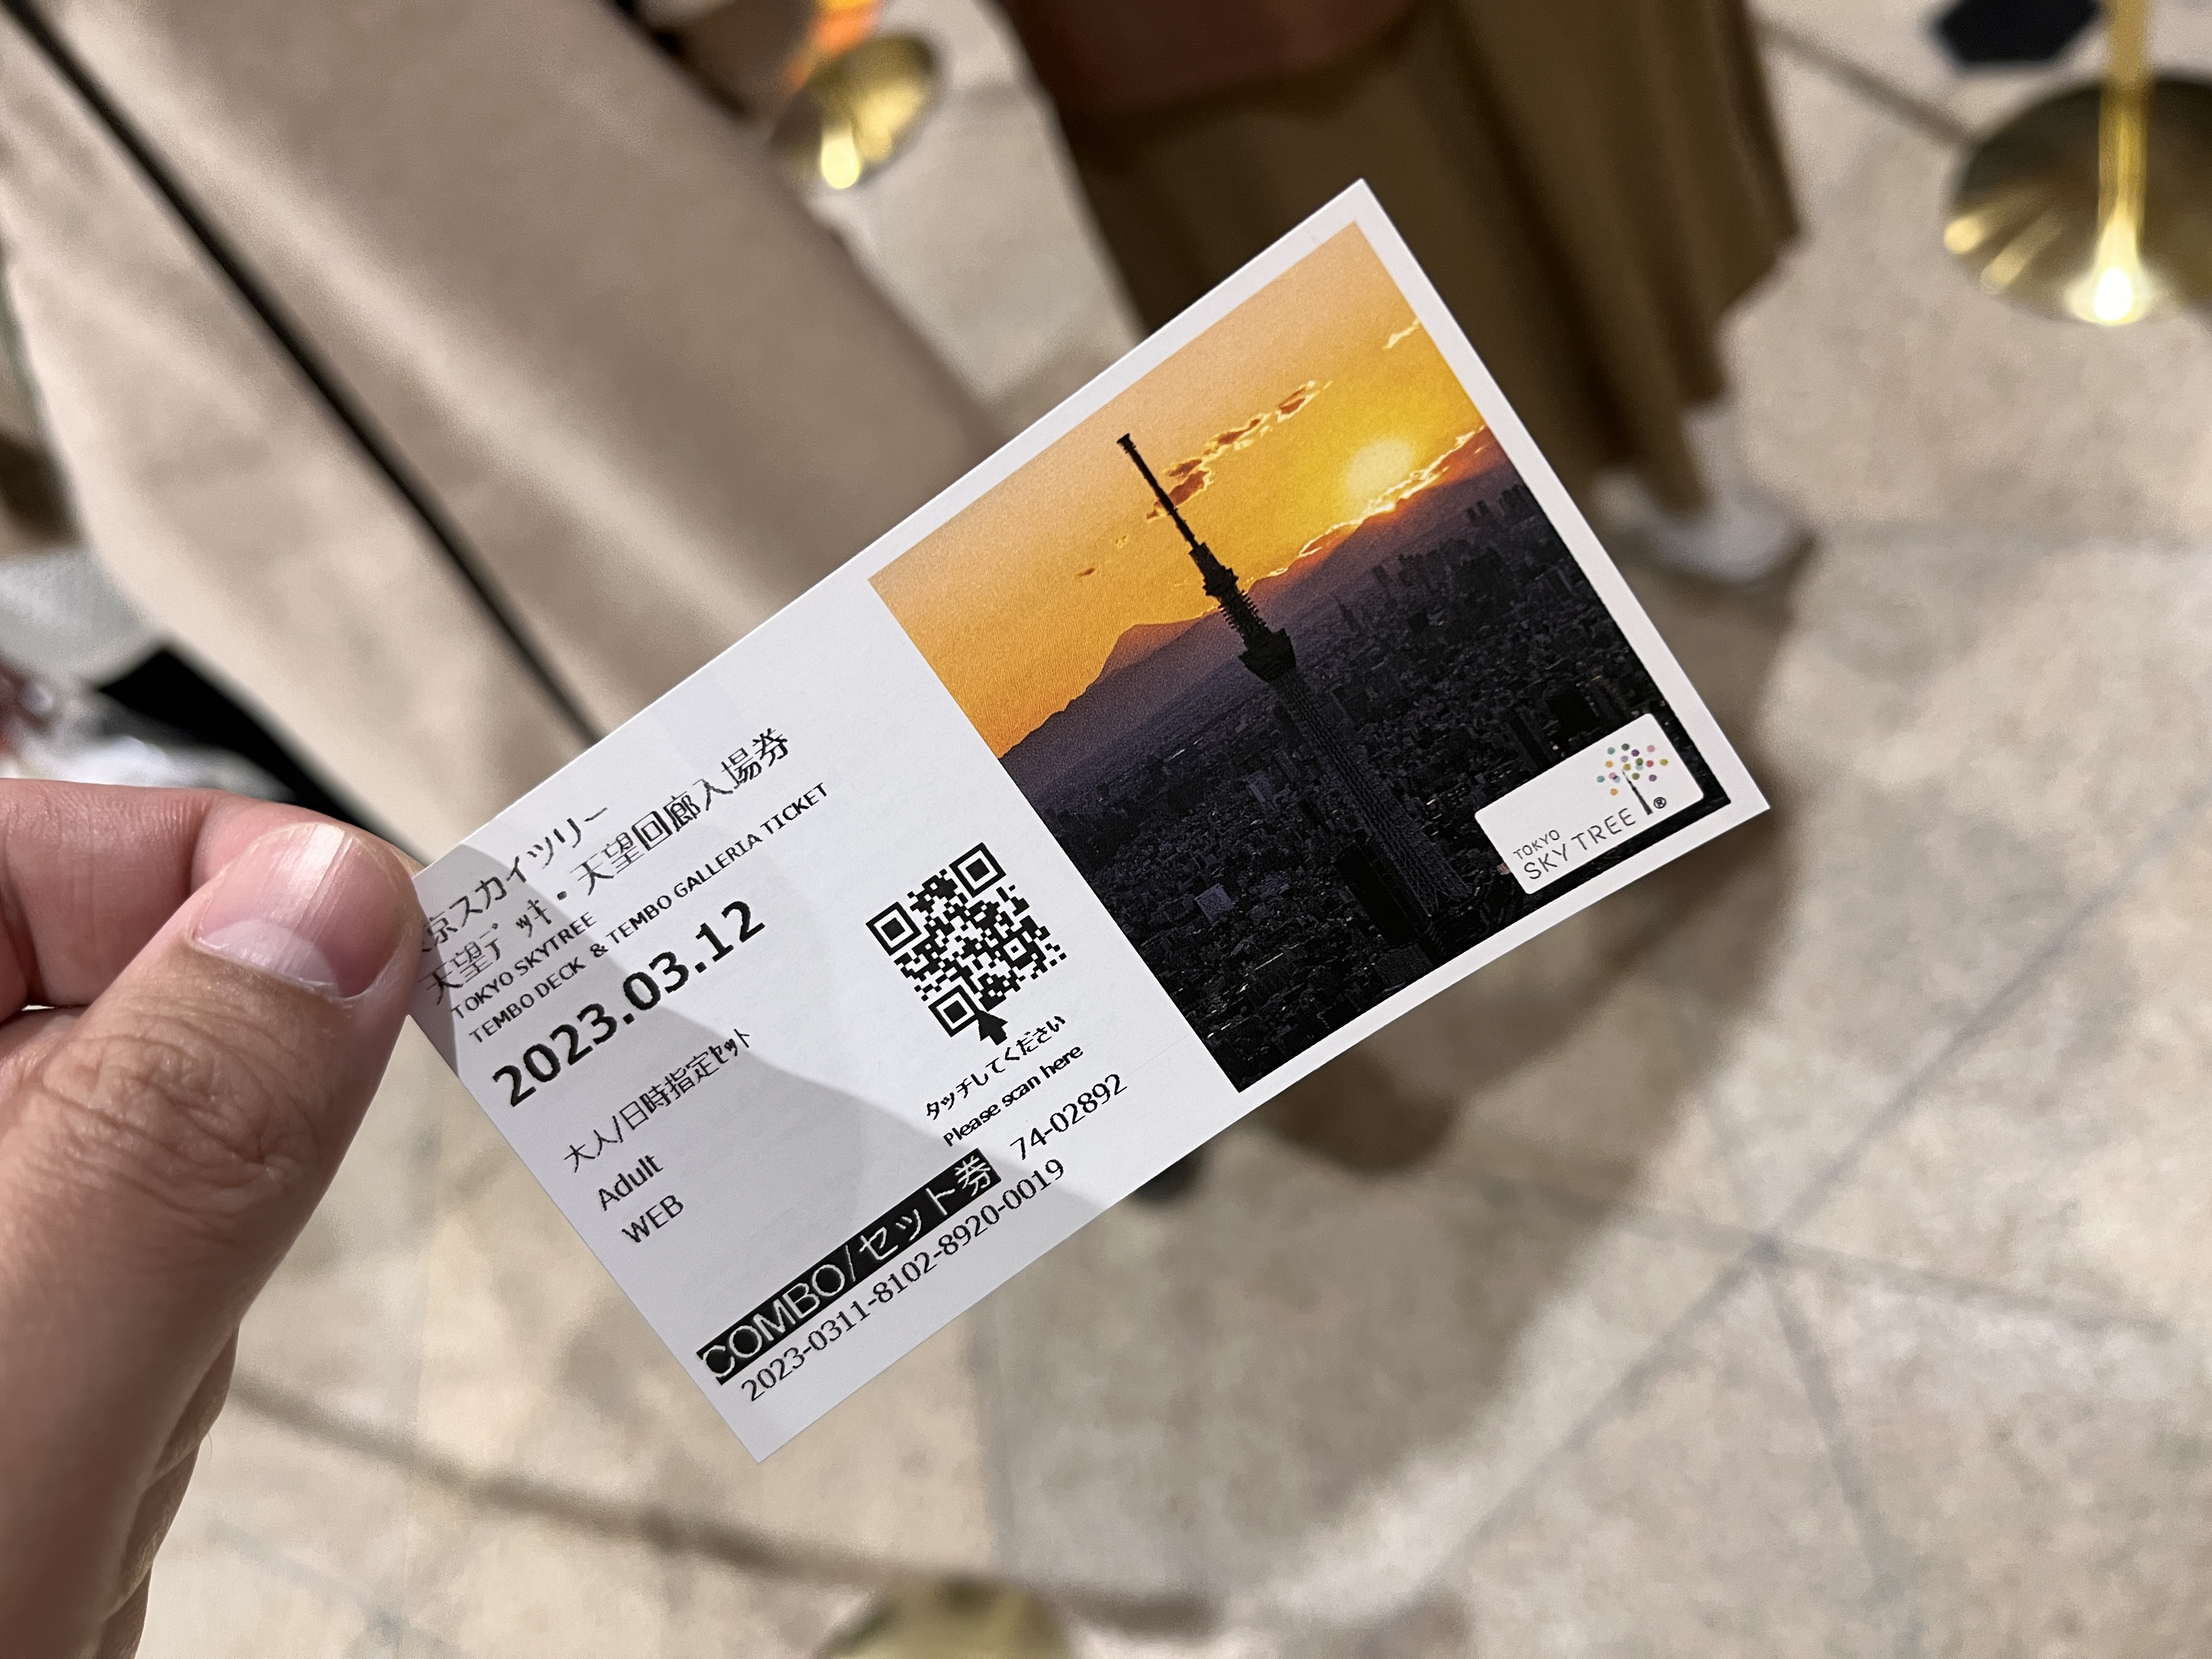 京スカイツリー
天望デッキ・天望回廊入場券
TOKYO SKYTREE
TEMBO DECK & TEMBO GALLERIA TICKET
2023.03.12
大人/日時指定ｾｯﾄ
Adult
WEB
タッチしてください
Please scan here
COMBO/セット券
74-02892
2023-0311-8102-8920-0019
TOKYO
SKYTREE®